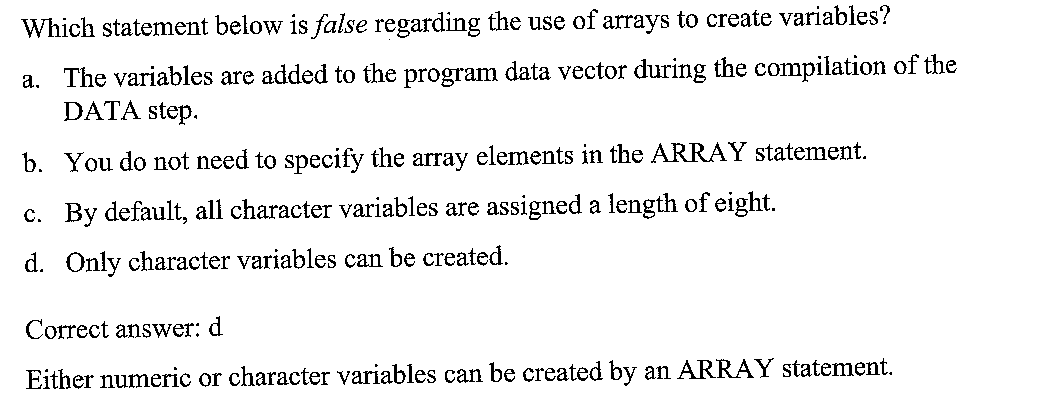 Which statement below is false regarding the use of arrays to create variables?
a. The variables are added to the program data vector during the compilation of the
DATA step.
b. You do not need to specify the array elements in the ARRAY statement.
c. By default, all character variables are assigned a length of eight.
d. Only character variables can be created.
Correct answer: d
Either numeric or character variables can be created by an ARRAY statement.